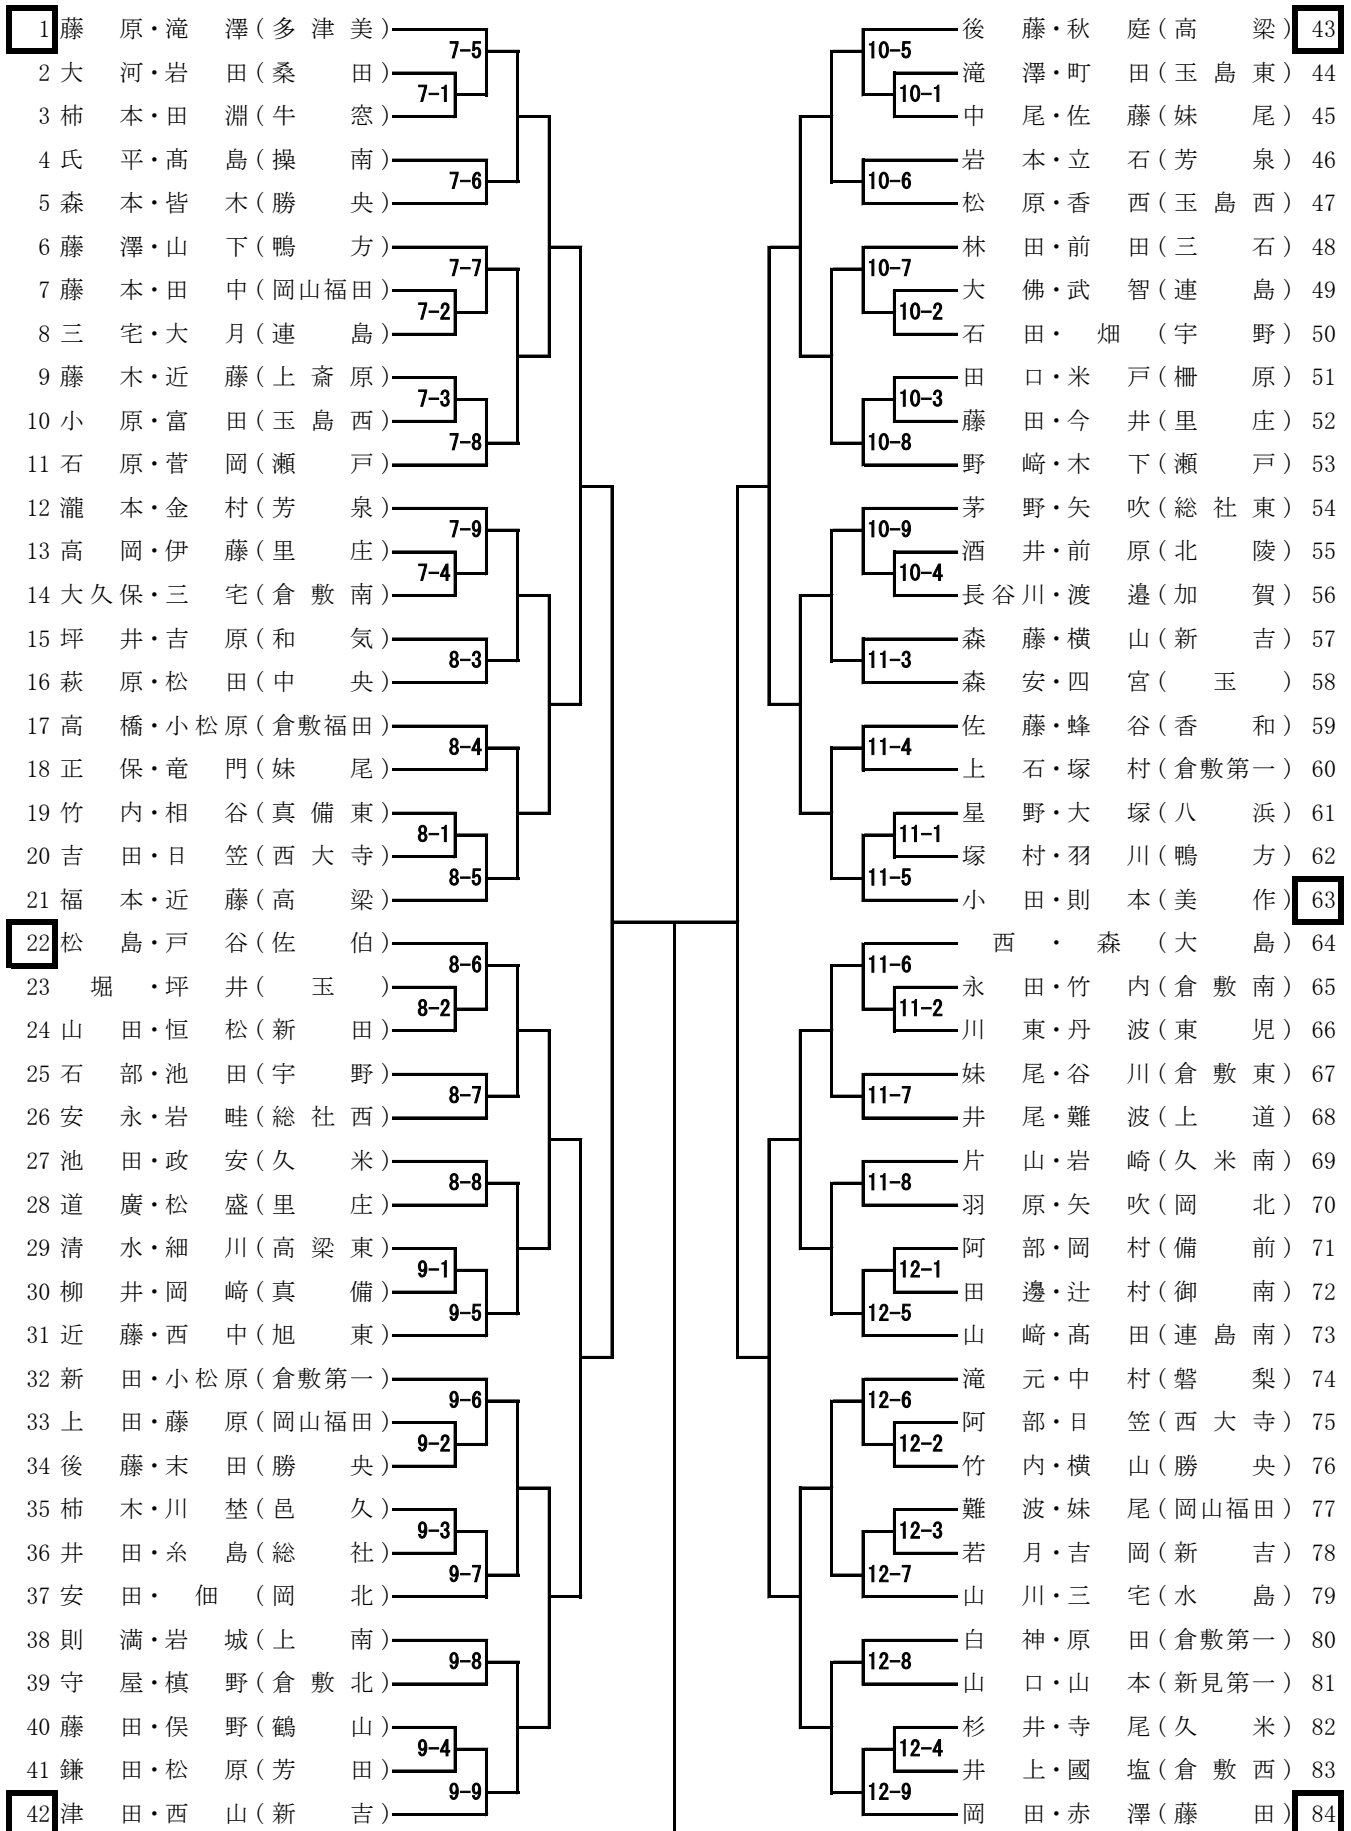 1 藤原・滝澤(多津美)
7-5
2 大河・岩田(桑田)
7-1
3 柿本・田淵(牛窓)
4 氏平・髙島(操南)
7-6
5 森本・皆木(勝央)
6 藤澤・山下(鴨方)
7-7
7 藤本・田中(岡山福田)
7-2
8 三宅・大月(連島)
9 藤木・近藤(上斎原)
7-3
10 小原・富田(玉島西)
7-8
11 石原・菅岡(瀬戸)
12 瀧本・金村(芳泉)
7-9
13 高岡・伊藤(里庄)
7-4
14 大久保・三宅(倉敷南)
15 坪井・吉原(和気)
8-3
16 萩原・松田(中央)
17 高橋・小松原(倉敷福田)
8-4
18 正保・竜門(妹尾)
19 竹内・相谷(真備東)
8-1
20 吉田・日笠(西大寺)
8-5
21 福本・近藤(高梁)
22 松島・戸谷(佐伯)
8-6
23 堀・坪井(玉)
8-2
24 山田・恒松(新田)
25 石部・池田(宇野)
8-7
26 安永・岩畦(総社西)
27 池田・政安(久米)
8-8
28 道廣・松盛(里庄)
29 清水・細川(高梁東)
9-1
30 柳井・岡﨑(真備)
9-5
31 近藤・西中(旭東)
32 新田・小松原(倉敷第一)
9-6
33 上田・藤原(岡山福田)
9-2
34 後藤・末田(勝央)
35 柿木・川埜(邑久)
9-3
36 井田・糸島(総社)
9-7
37 安田・佃(岡北)
38 則満・岩城(上南)
9-8
39 守屋・槙野(倉敷北)
40 藤田・俣野(鶴山)
9-4
41 鎌田・松原(芳田)
9-9
42 津田・西山(新吉)
後藤・秋庭(高梁) 43
10-5
滝澤・町田(玉島東) 44
10-1
中尾・佐藤(妹尾) 45
岩本・立石(芳泉) 46
10-6
松原・香西(玉島西) 47
林田・前田(三石) 48
10-7
大佛・武智(連島) 49
10-2
石田・畑(宇野) 50
田口・米戸(柵原) 51
10-3
藤田・今井(里庄) 52
10-8
野﨑・木下(瀬戸) 53
茅野・矢吹(総社東) 54
10-9
酒井・前原(北陵) 55
10-4
長谷川・渡邉(加賀) 56
森藤・横山(新吉) 57
11-3
森安・四宮(玉) 58
佐藤・蜂谷(香和) 59
11-4
上石・塚村(倉敷第一) 60
星野・大塚(八浜) 61
11-1
塚村・羽川(鴨方) 62
11-5
小田・則本(美作) 63
西・森(大島) 64
11-6
永田・竹内(倉敷南) 65
11-2
川東・丹波(東児) 66
妹尾・谷川(倉敷東) 67
11-7
井尾・難波(上道) 68
片山・岩崎(久米南) 69
11-8
羽原・矢吹(岡北) 70
阿部・岡村(備前) 71
12-1
田邊・辻村(御南) 72
12-5
山﨑・髙田(連島南) 73
滝元・中村(磐梨) 74
12-6
阿部・日笠(西大寺) 75
12-2
竹内・横山(勝央) 76
難波・妹尾(岡山福田) 77
12-3
若月・吉岡(新吉) 78
12-7
山川・三宅(水島) 79
白神・原田(倉敷第一) 80
12-8
山口・山本(新見第一) 81
杉井・寺尾(久米) 82
12-4
井上・國塩(倉敷西) 83
12-9
岡田・赤澤(藤田) 84